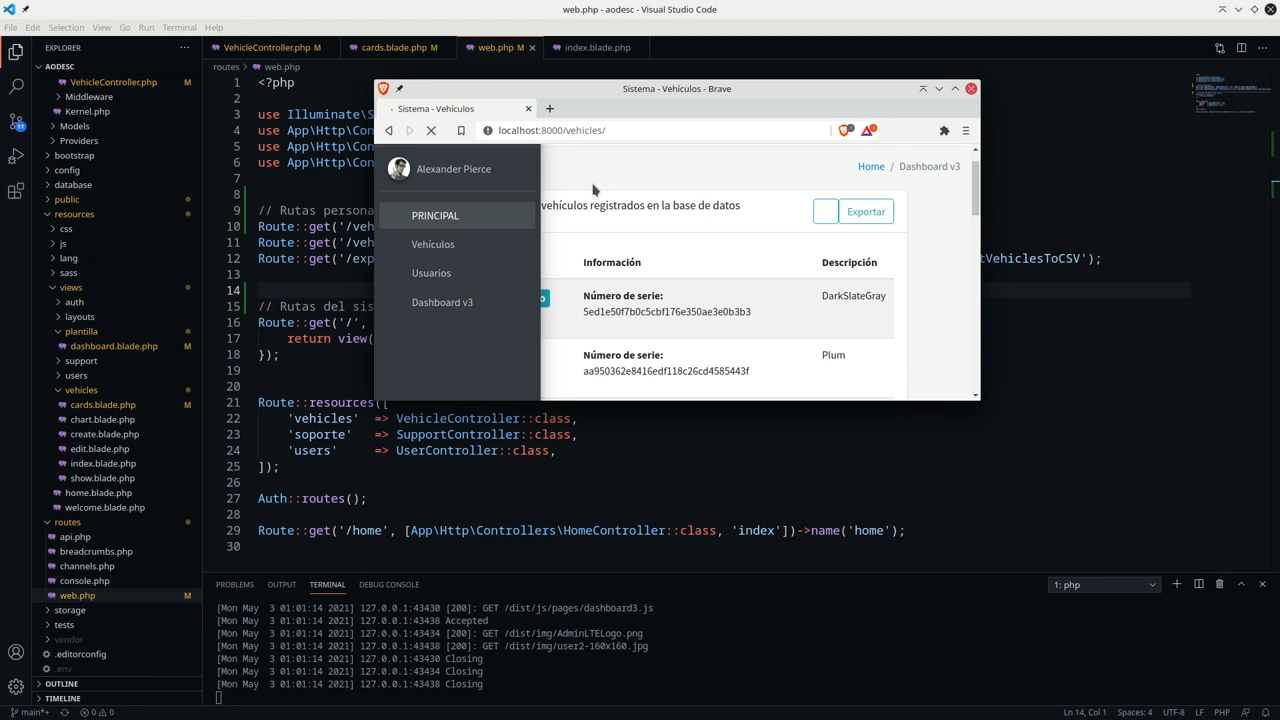 web.php - aodesc - Visual Studio Code
File Edit Selection View Go Run Terminal Help
EXPLORER
AODESC
VehicleController.php M
Middleware
Kernel.php
Models
Providers
bootstrap
config
database
public
resources
css
js
lang
sass
views
auth
layouts
plantilla
dashboard.blade.php
support
users
vehicles
cards.blade.php M
chart.blade.php
create.blade.php
edit.blade.php
index.blade.php
show.blade.php
home.blade.php
welcome.blade.php
routes
api.php
breadcrumbs.php
channels.php
console.php
web.php M
storage
tests
vendor
.editorconfig
.env
OUTLINE
TIMELINE
11
VehicleController.php M
cards.blade.php M
web.php M
index.blade.php
routes > web.php
1 <?php
2
3 use Illuminate\S
4 use App\Http\Con
5 use App\Http\Con
6 use App\Http\Con
7
8
9 // Rutas persona
10 Route::get('/veh
11 Route::get('/veh
12 Route::get('/exp tVehiclesToCSV');
13
14
15 // Rutas del sis
16 Route::get('/',
17 return view(
18 });
19
20
21 Route::resources([
22 'vehicles' => VehicleController::class,
23 'soporte' => SupportController::class,
24 'users' => UserController::class,
25 ]);
26
27 Auth::routes();
28
29 Route::get('/home', [App\Http\Controllers\HomeController::class, 'index'])->name('home');
30
Sistema - Vehículos - Brave
Sistema - Vehículos
localhost:8000/vehicles/
Alexander Pierce
PRINCIPAL
Vehículos
Usuarios
Dashboard v3
Home / Dashboard v3
vehículos registrados en la base de datos
Exportar
Información Descripción
Número de serie: DarkSlateGray
5ed1e50f7b0c5cbf176e350ae3e0b3b3
Número de serie: Plum
aa950362e8416edf118c26cd4585443f
PROBLEMS OUTPUT TERMINAL DEBUG CONSOLE
1: php
[Mon May 3 01:01:14 2021] 127.0.0.1:43430 [200]: GET /dist/js/pages/dashboard3.js
[Mon May 3 01:01:14 2021] 127.0.0.1:43438 Accepted
[Mon May 3 01:01:14 2021] 127.0.0.1:43434 [200]: GET /dist/img/AdminLTELogo.png
[Mon May 3 01:01:14 2021] 127.0.0.1:43438 [200]: GET /dist/img/user2-160x160.jpg
[Mon May 3 01:01:14 2021] 127.0.0.1:43430 Closing
[Mon May 3 01:01:14 2021] 127.0.0.1:43434 Closing
[Mon May 3 01:01:14 2021] 127.0.0.1:43438 Closing
main*+ 0 0
Ln 14, Col 1 Spaces: 4 UTF-8 LF PHP